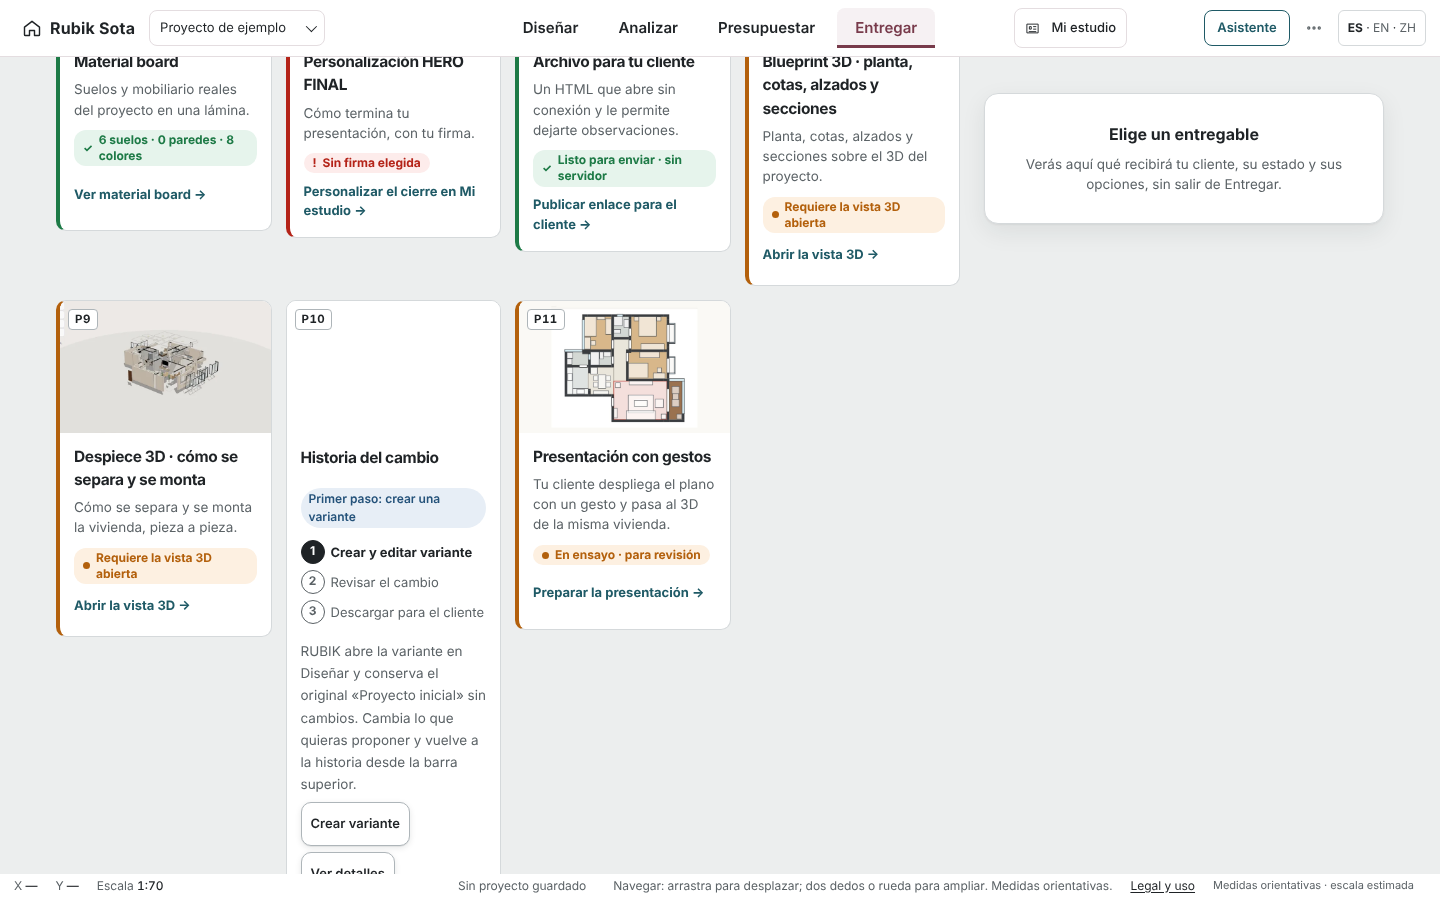 Rubik Sota
Proyecto de ejemplo
Diseñar
Analizar
Presupuestar
Entregar
Mi estudio
Asistente
ES · EN · ZH
Material board
Suelos y mobiliario reales
del proyecto en una lámina.
6 suelos · 0 paredes · 8
colores
Ver material board →
Personalización HERO
FINAL
Cómo termina tu
presentación, con tu firma.
! Sin firma elegida
Personalizar el cierre en Mi
estudio →
Archivo para tu cliente
Un HTML que abre sin
conexión y le permite
dejarte observaciones.
Listo para enviar · sin
servidor
Publicar enlace para el
cliente →
Blueprint 3D · planta,
cotas, alzados y
secciones
Planta, cotas, alzados y
secciones sobre el 3D del
proyecto.
Requiere la vista 3D
abierta
Abrir la vista 3D →
Elige un entregable
Verás aquí qué recibirá tu cliente, su estado y sus
opciones, sin salir de Entregar.
P9
Despiece 3D · cómo se
separa y se monta
Cómo se separa y se monta
la vivienda, pieza a pieza.
Requiere la vista 3D
abierta
Abrir la vista 3D →
P10
Historia del cambio
Primer paso: crear una
variante
1 Crear y editar variante
2 Revisar el cambio
3 Descargar para el cliente
RUBIK abre la variante en
Diseñar y conserva el
original «Proyecto inicial» sin
cambios. Cambia lo que
quieras proponer y vuelve a
la historia desde la barra
superior.
Crear variante
Ver detalles
P11
Presentación con gestos
Tu cliente despliega el plano
con un gesto y pasa al 3D
de la misma vivienda.
En ensayo · para revisión
Preparar la presentación →
X —
Y —
Escala 1:70
Sin proyecto guardado
Navegar: arrastra para desplazar; dos dedos o rueda para ampliar. Medidas orientativas.
Legal y uso
Medidas orientativas · escala estimada